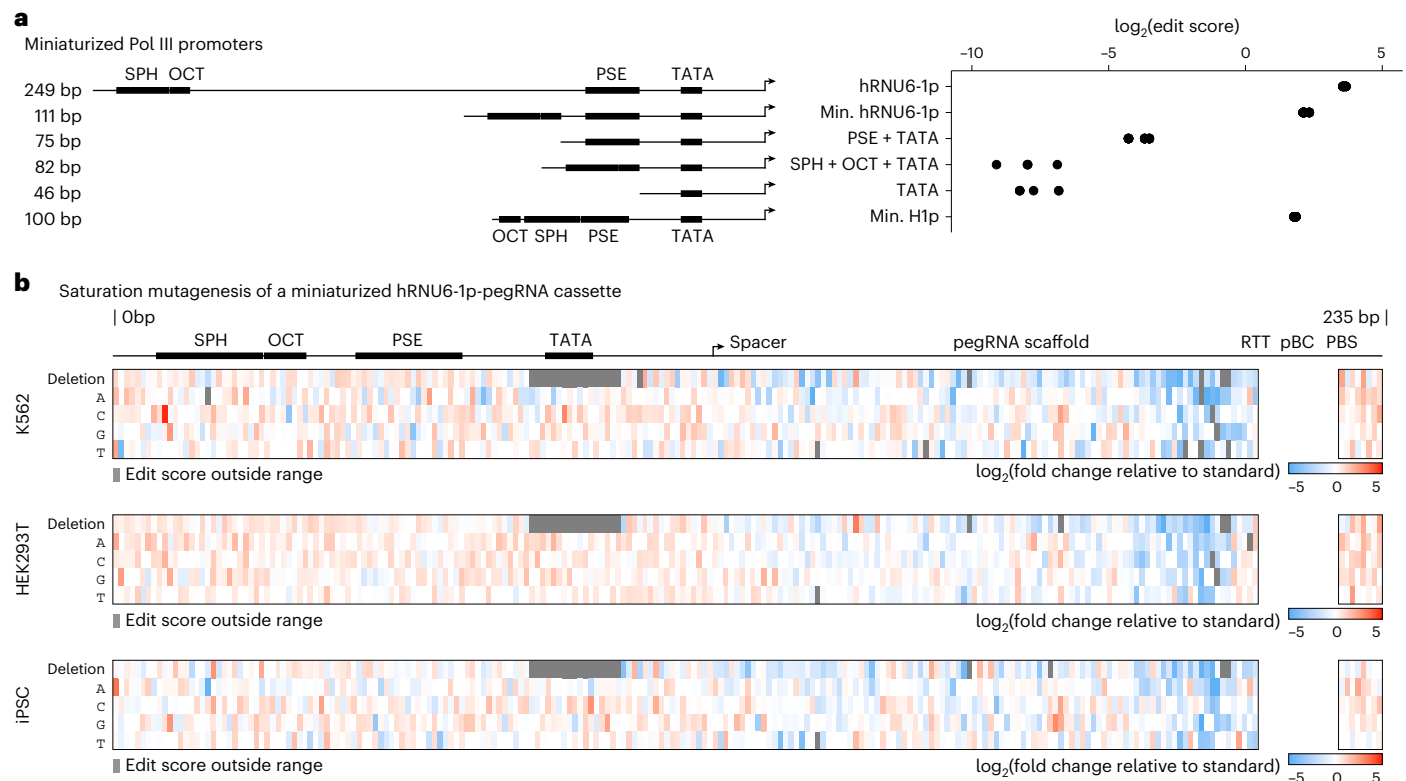 a
Miniaturized Pol III promoters
log2(edit score)
–10 –5 0 5
SPH OCT PSE TATA
249 bp hRNU6-1p
111 bp Min. hRNU6-1p
75 bp PSE + TATA
82 bp SPH + OCT + TATA
46 bp TATA
100 bp Min. H1p
OCT SPH PSE TATA
b
Saturation mutagenesis of a miniaturized hRNU6-1p-pegRNA cassette
| 0bp 235 bp |
SPH OCT PSE TATA Spacer pegRNA scaffold RTT pBC PBS
K562
Deletion
A
C
G
T
Edit score outside range log2(fold change relative to standard)
–5 0 5
HEK293T
Deletion
A
C
G
T
Edit score outside range log2(fold change relative to standard)
–5 0 5
iPSC
Deletion
A
C
G
T
Edit score outside range log2(fold change relative to standard)
–5 0 5